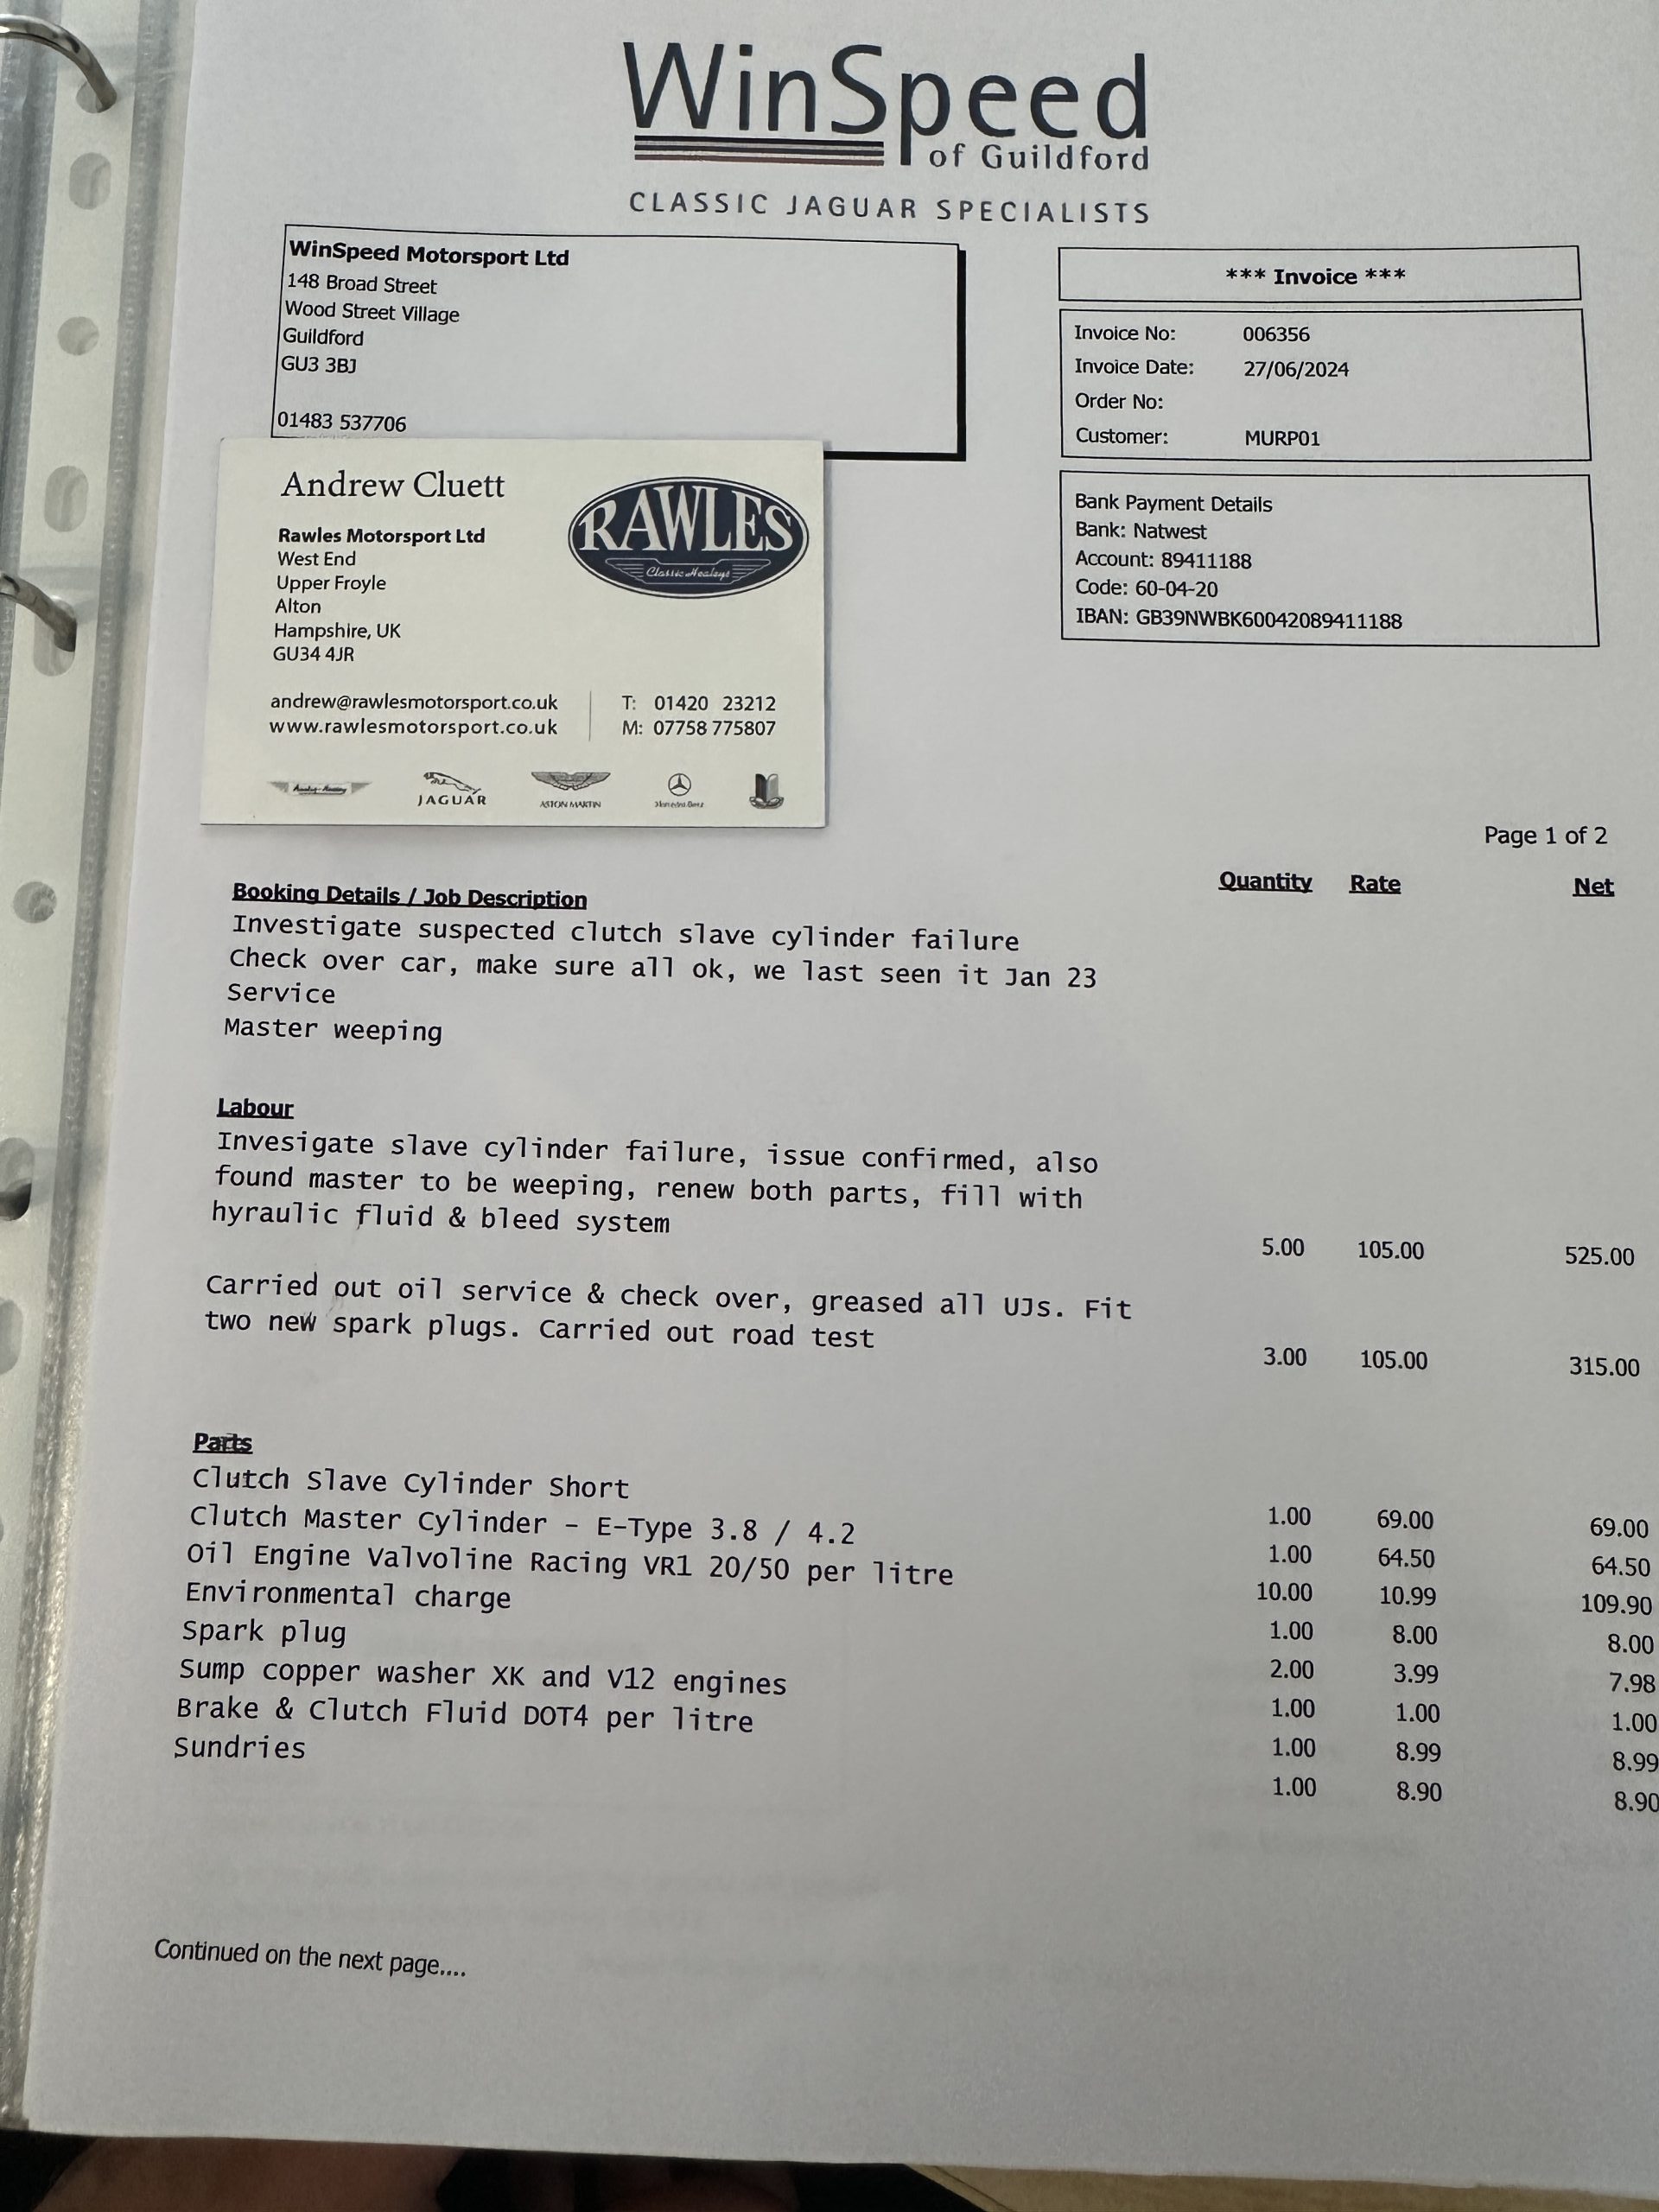 WinSpeed
of Guildford
CLASSIC JAGUAR SPECIALISTS
WinSpeed Motorsport Ltd
148 Broad Street
Wood Street Village
Guildford
GU3 3BJ
01483 537706
*** Invoice ***
Invoice No: 006356
Invoice Date: 27/06/2024
Order No:
Customer: MURP01
Bank Payment Details
Bank: Natwest
Account: 89411188
Code: 60-04-20
IBAN: GB39NWBK60042089411188
Andrew Cluett
RAWLES
Classic Healeys
Rawles Motorsport Ltd
West End
Upper Froyle
Alton
Hampshire, UK
GU34 4JR
andrew@rawlesmotorsport.co.uk
www.rawlesmotorsport.co.uk
T: 01420 23212
M: 07758 775807
Austin-Healey
JAGUAR
ASTON MARTIN
Mercedes-Benz
Page 1 of 2
Booking Details / Job Description Quantity Rate Net
Investigate suspected clutch slave cylinder failure
Check over car, make sure all ok, we last seen it Jan 23
Service
Master weeping
Labour
Invesigate slave cylinder failure, issue confirmed, also
found master to be weeping, renew both parts, fill with
hyraulic fluid & bleed system
5.00 105.00 525.00
Carried out oil service & check over, greased all UJs. Fit
two new spark plugs. Carried out road test
3.00 105.00 315.00
Parts
Clutch Slave Cylinder Short 1.00 69.00 69.00
Clutch Master Cylinder - E-Type 3.8 / 4.2 1.00 64.50 64.50
Oil Engine Valvoline Racing VR1 20/50 per litre 10.00 10.99 109.90
Environmental charge 1.00 8.00 8.00
Spark plug 2.00 3.99 7.98
Sump copper washer XK and V12 engines 1.00 1.00 1.00
Brake & Clutch Fluid DOT4 per litre 1.00 8.99 8.99
Sundries 1.00 8.90 8.90
Continued on the next page....